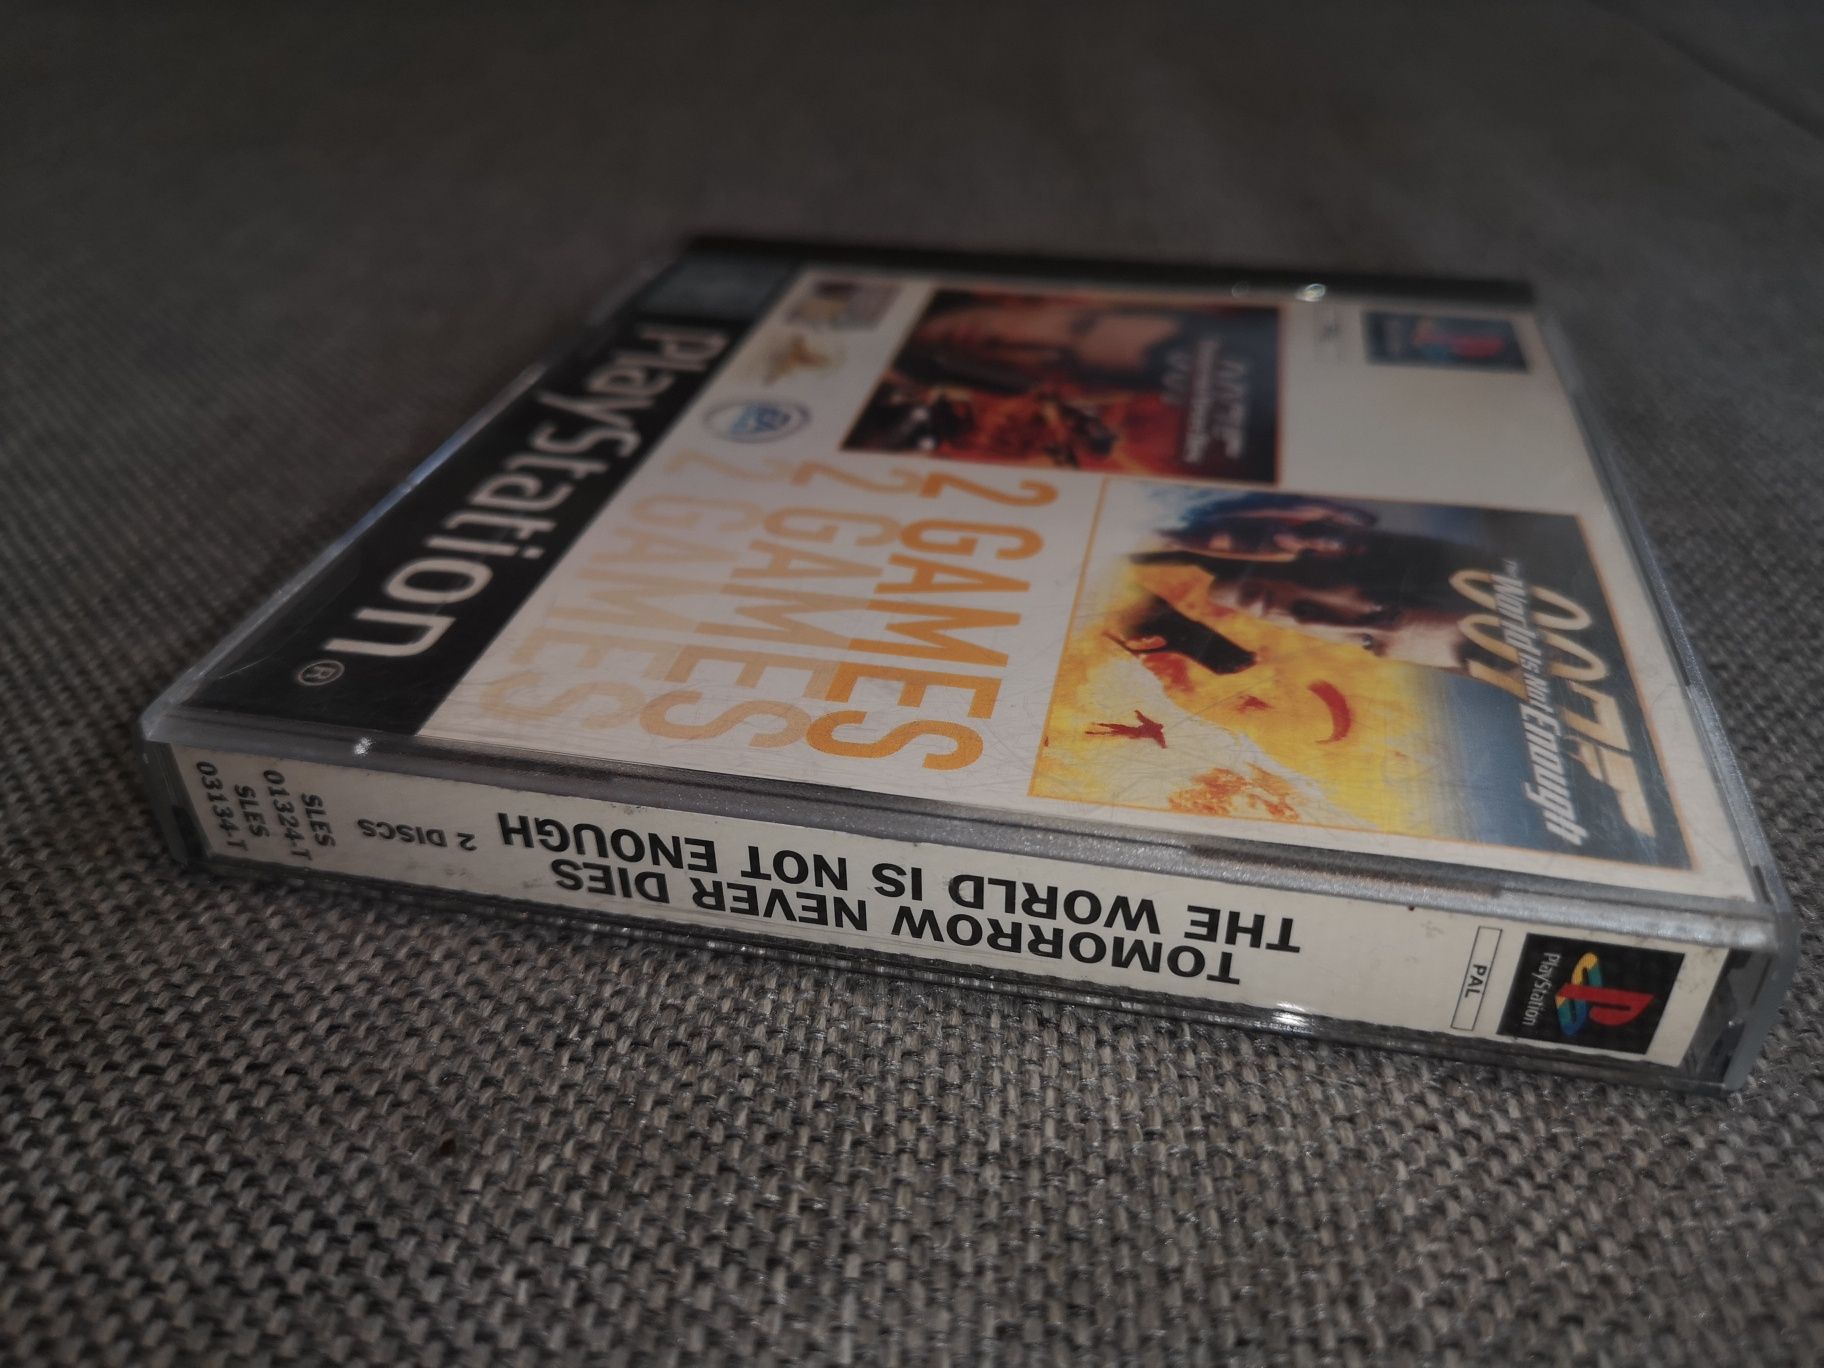 PlayStation®
2 GAMES
2 GAMES
2 GAMES
EA
007
The World Is Not Enough
PlayStation
PAL
TOMORROW NEVER DIES
THE WORLD IS NOT ENOUGH
2 DISCS
SLES
01324-T
SLES
03134-T